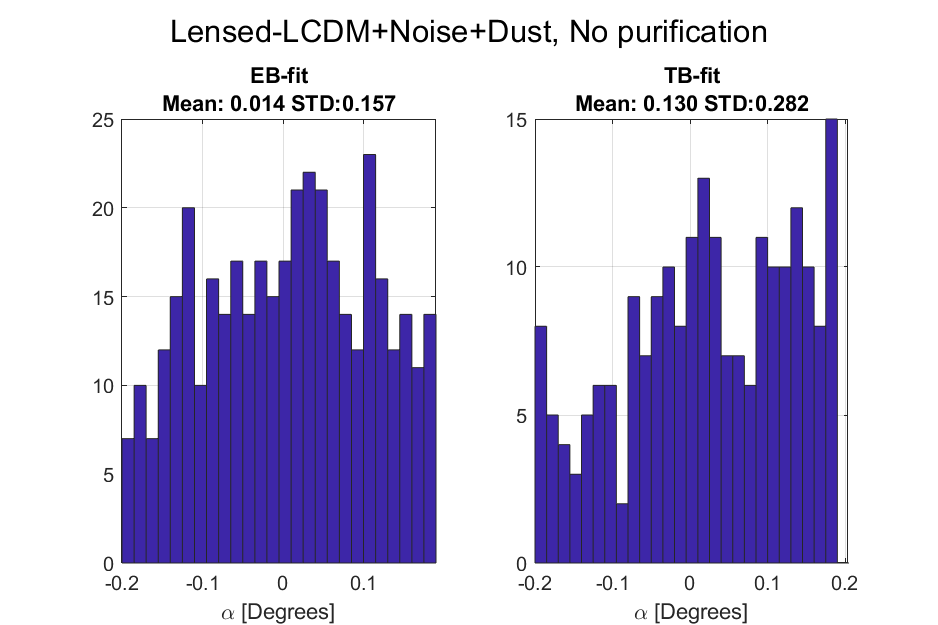 Lensed-LCDM+Noise+Dust, No purification
EB-fit
Mean: 0.014 STD:0.157
25
20
15
10
5
0
-0.2
-0.1
0
0.1
α [Degrees]
TB-fit
Mean: 0.130 STD:0.282
15
10
5
0
-0.2
-0.1
0
0.1
0.2
α [Degrees]